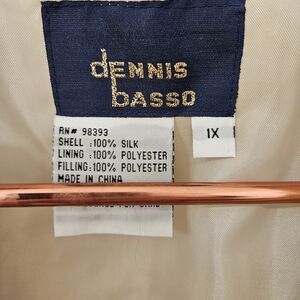 dENNIS
basso
RN# 98393
SHELL :100% SILK
LINING :100% POLYESTER
FILLING:100% POLYESTER
MADE IN CHINA
1X